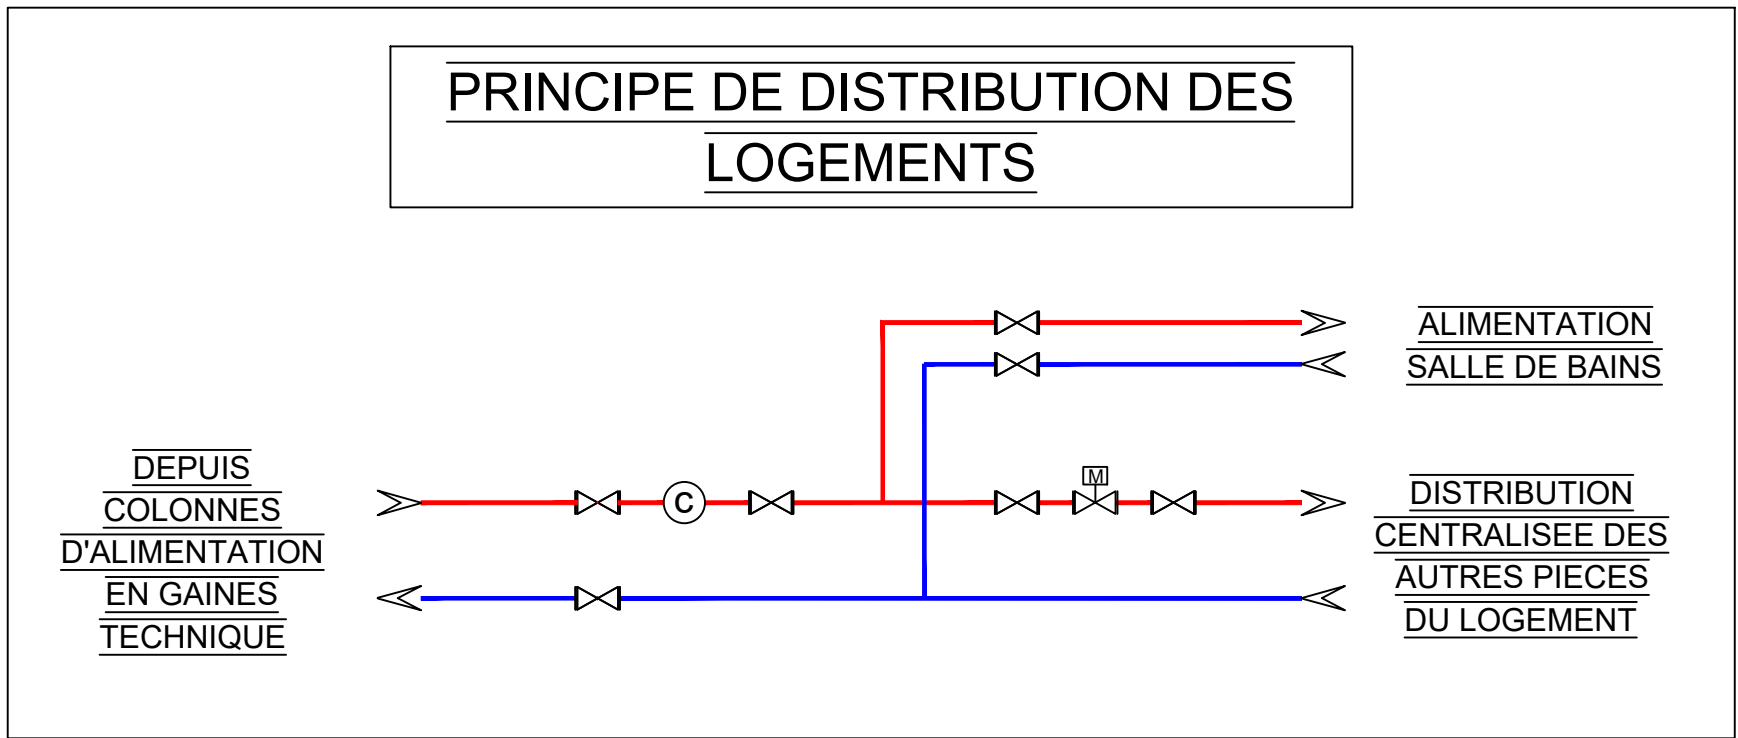 PRINCIPE DE DISTRIBUTION DES
LOGEMENTS
ALIMENTATION
SALLE DE BAINS
DEPUIS
COLONNES
D'ALIMENTATION
EN GAINES
TECHNIQUE
C
M
DISTRIBUTION
CENTRALISEE DES
AUTRES PIECES
DU LOGEMENT